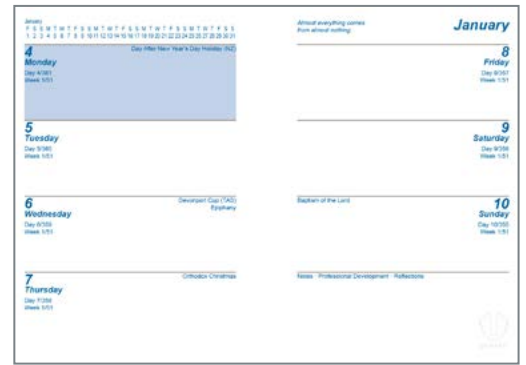 January
F S S M T W T F S S M T W T F S S M T W T F S S M T W T F S S
1 2 3 4 5 6 7 8 9 10 11 12 13 14 15 16 17 18 19 20 21 22 23 24 25 26 27 28 29 30 31
Day After New Year's Day Holiday (NZ)
4
Monday
Day 4/361
Week 1/51
5
Tuesday
Day 5/360
Week 1/51
Devonport Cup (TAS)
6
Epiphany
Wednesday
Day 6/359
Week 1/51
Orthodox Christmas
7
Thursday
Day 7/358
Week 1/51
Almost everything comes
from almost nothing.
January
8
Friday
Day 8/357
Week 1/51
9
Saturday
Day 9/356
Week 1/51
Baptism of the Lord
10
Sunday
Day 10/355
Week 1/51
Notes Professional Development Reflections